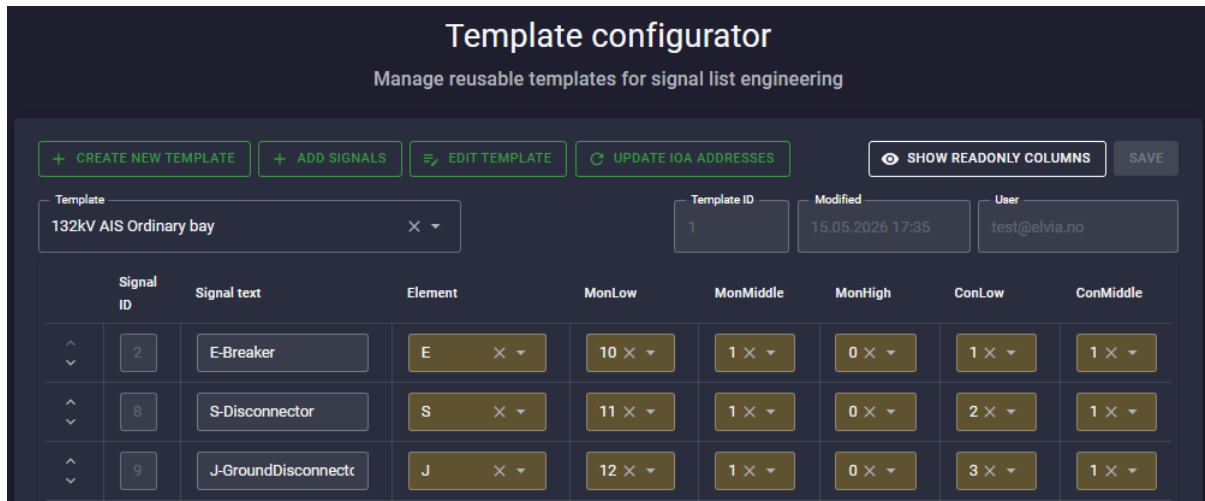 Template configurator
Manage reusable templates for signal list engineering
+ CREATE NEW TEMPLATE + ADD SIGNALS EDIT TEMPLATE UPDATE IOA ADDRESSES SHOW READONLY COLUMNS SAVE
Template Template ID Modified User
132kV AIS Ordinary bay 1 15.05.2026 17:35 test@elvia.no
Signal ID Signal text Element MonLow MonMiddle MonHigh ConLow ConMiddle
2 E-Breaker E 10 1 0 1 1
8 S-Disconnector S 11 1 0 2 1
9 J-GroundDisconnectc J 12 1 0 3 1